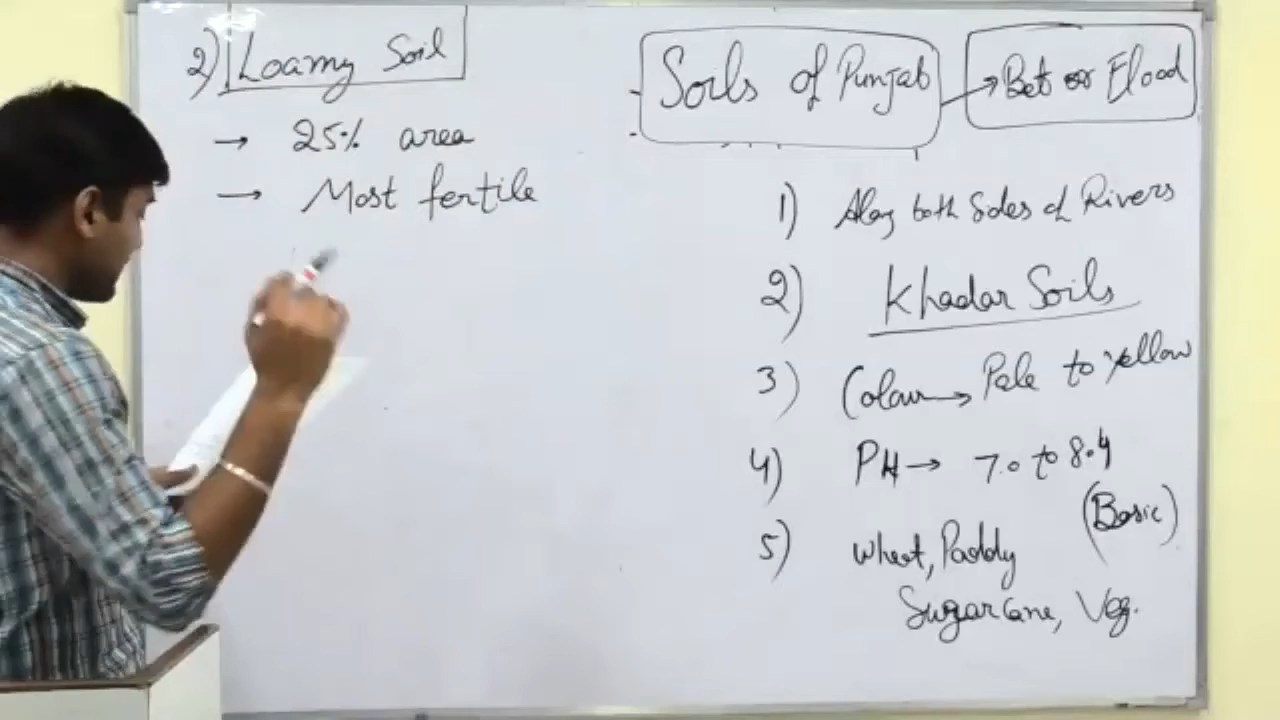 2) Loamy Soil
→ 25% area
→ Most fertile
Soils of Punjab → Bet or Flood
1) Along both Sides of Rivers
2) Khadar Soils
3) Colour → Pale to Yellow
4) PH → 7.0 to 8.4
(Basic)
5) Wheat, Paddy
Sugarcane, Veg.